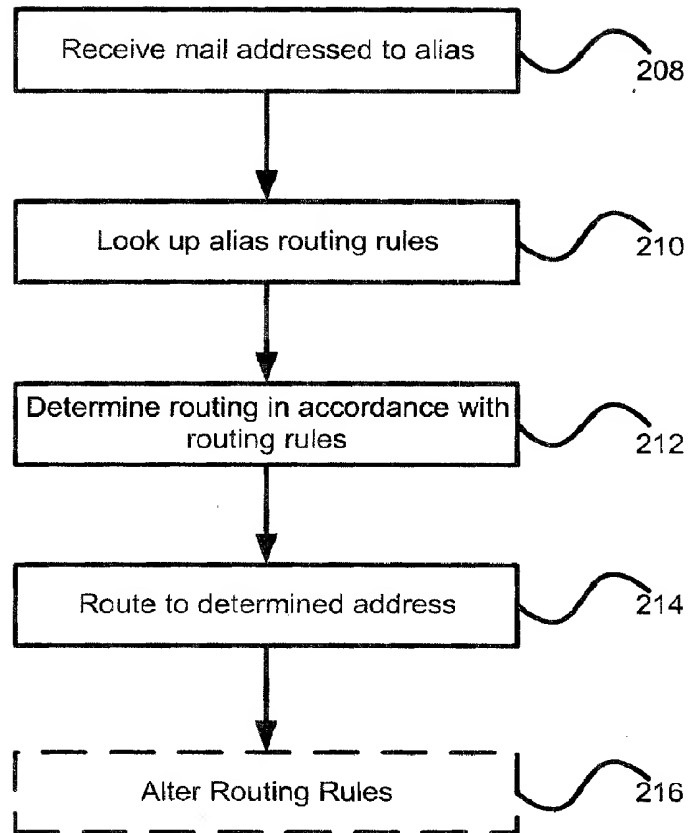 Receive mail addressed to alias
208
Look up alias routing rules
210
Determine routing in accordance with
routing rules
212
Route to determined address
214
Alter Routing Rules
216